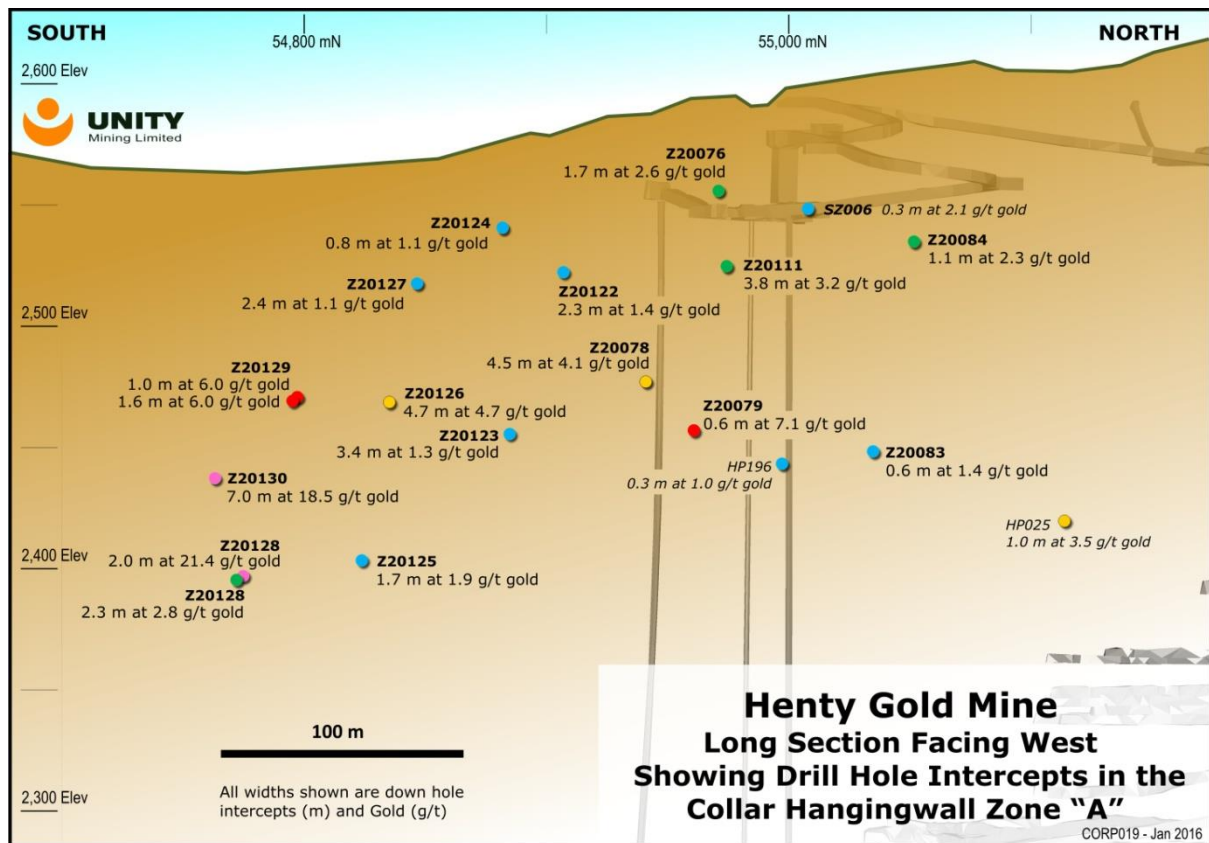 SOUTH
54,800 mN
55,000 mN
NORTH
2,600 Elev
UNITY
Mining Limited
Z20076
1.7 m at 2.6 g/t gold
SZ006 0.3 m at 2.1 g/t gold
Z20124
0.8 m at 1.1 g/t gold
Z20084
1.1 m at 2.3 g/t gold
Z20111
3.8 m at 3.2 g/t gold
Z20127
2.4 m at 1.1 g/t gold
Z20122
2.3 m at 1.4 g/t gold
2,500 Elev
Z20078
4.5 m at 4.1 g/t gold
Z20129
1.0 m at 6.0 g/t gold
1.6 m at 6.0 g/t gold
Z20126
4.7 m at 4.7 g/t gold
Z20079
0.6 m at 7.1 g/t gold
Z20123
3.4 m at 1.3 g/t gold
Z20083
0.6 m at 1.4 g/t gold
HP196
0.3 m at 1.0 g/t gold
Z20130
7.0 m at 18.5 g/t gold
HP025
1.0 m at 3.5 g/t gold
2,400 Elev
Z20128
2.0 m at 21.4 g/t gold
Z20125
1.7 m at 1.9 g/t gold
Z20128
2.3 m at 2.8 g/t gold
100 m
All widths shown are down hole
intercepts (m) and Gold (g/t)
2,300 Elev
Henty Gold Mine
Long Section Facing West
Showing Drill Hole Intercepts in the
Collar Hangingwall Zone “A”
CORP019 - Jan 2016